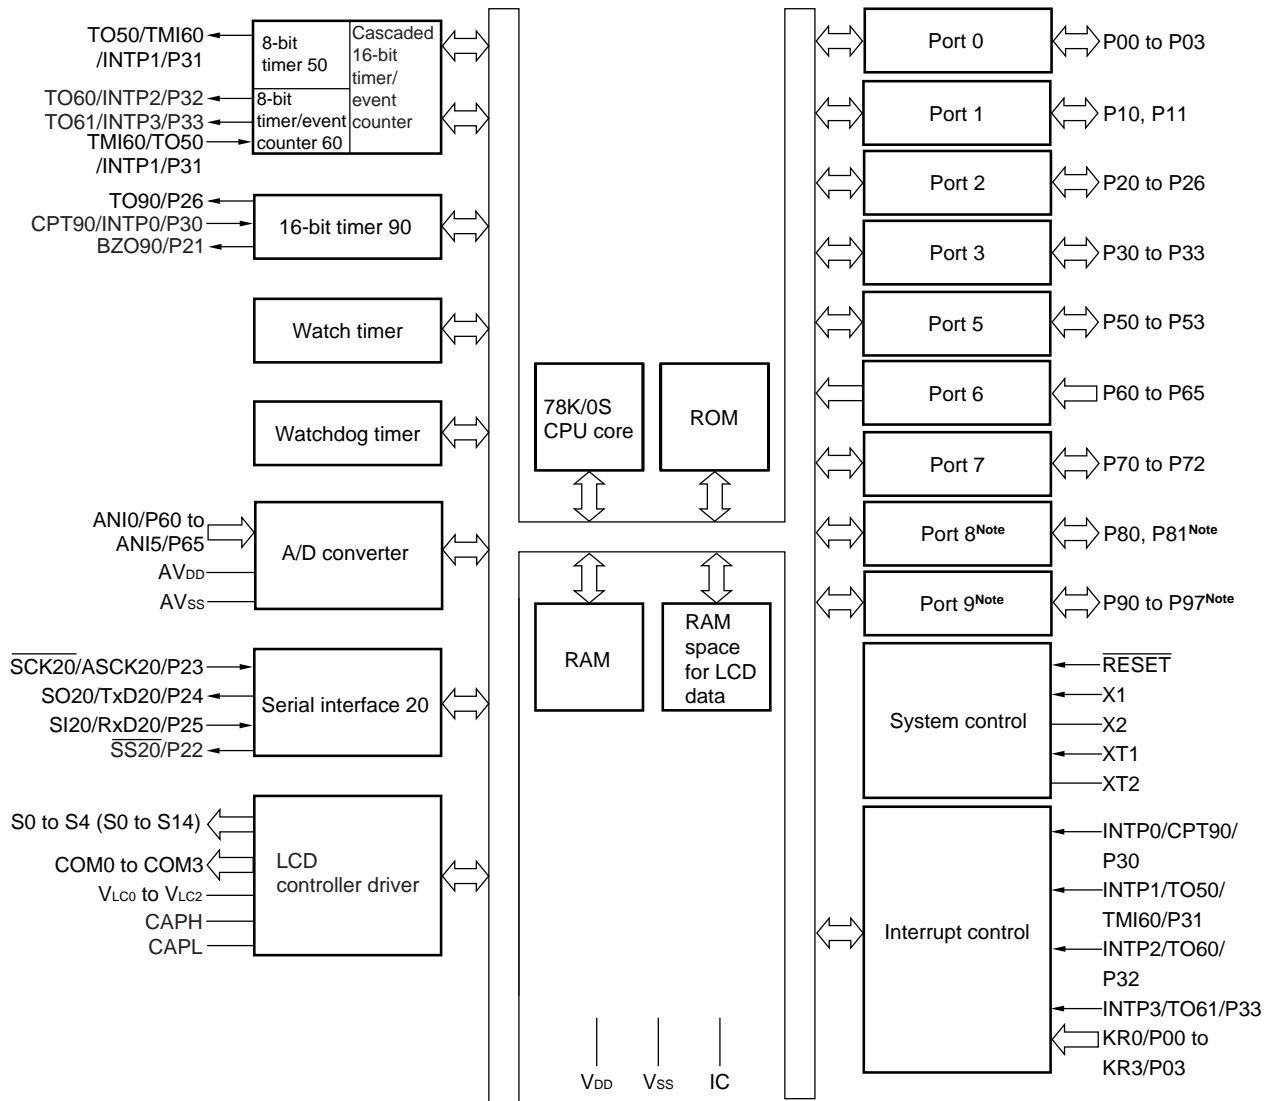 TO50/TMI60
/INTP1/P31
TO60/INTP2/P32
TO61/INTP3/P33
TMI60/TO50
/INTP1/P31
8-bit
timer 50
8-bit
timer/event
counter 60
Cascaded
16-bit
timer/
event
counter
TO90/P26
CPT90/INTP0/P30
BZO90/P21
16-bit timer 90
Watch timer
Watchdog timer
ANI0/P60 to
ANI5/P65
AVDD
AVSS
A/D converter
SCK20/ASCK20/P23
SO20/TxD20/P24
SI20/RxD20/P25
SS20/P22
Serial interface 20
S0 to S4 (S0 to S14)
COM0 to COM3
VLC0 to VLC2
CAPH
CAPL
LCD
controller driver
78K/0S
CPU core
ROM
RAM
RAM
space
for LCD
data
VDD
VSS
IC
Port 0
P00 to P03
Port 1
P10, P11
Port 2
P20 to P26
Port 3
P30 to P33
Port 5
P50 to P53
Port 6
P60 to P65
Port 7
P70 to P72
Port 8Note
P80, P81Note
Port 9Note
P90 to P97Note
System control
RESET
X1
X2
XT1
XT2
Interrupt control
INTP0/CPT90/
P30
INTP1/TO50/
TMI60/P31
INTP2/TO60/
P32
INTP3/TO61/P33
KR0/P00 to
KR3/P03